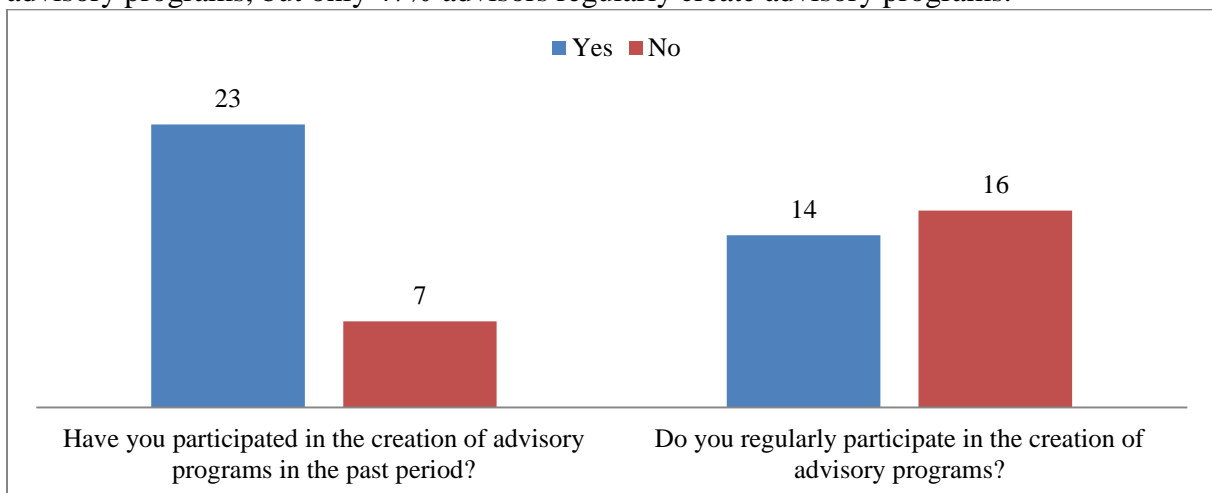 advisory programs, but only 47% advisors regularly create advisory programs.
Yes No
23
7
14
16
Have you participated in the creation of advisory
programs in the past period?
Do you regularly participate in the creation of
advisory programs?